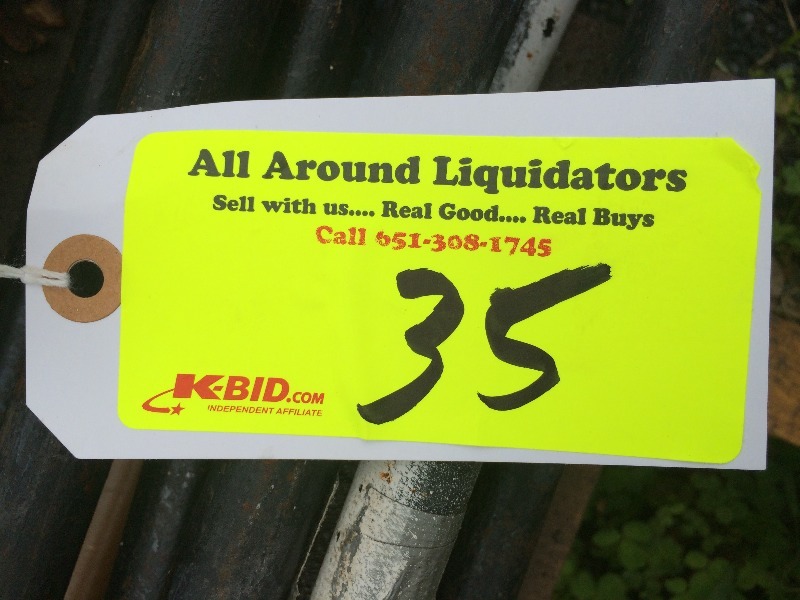 All Around Liquidators
Sell with us.... Real Good.... Real Buys
Call 651-308-1745
35
K-BID.COM
INDEPENDENT AFFILIATE